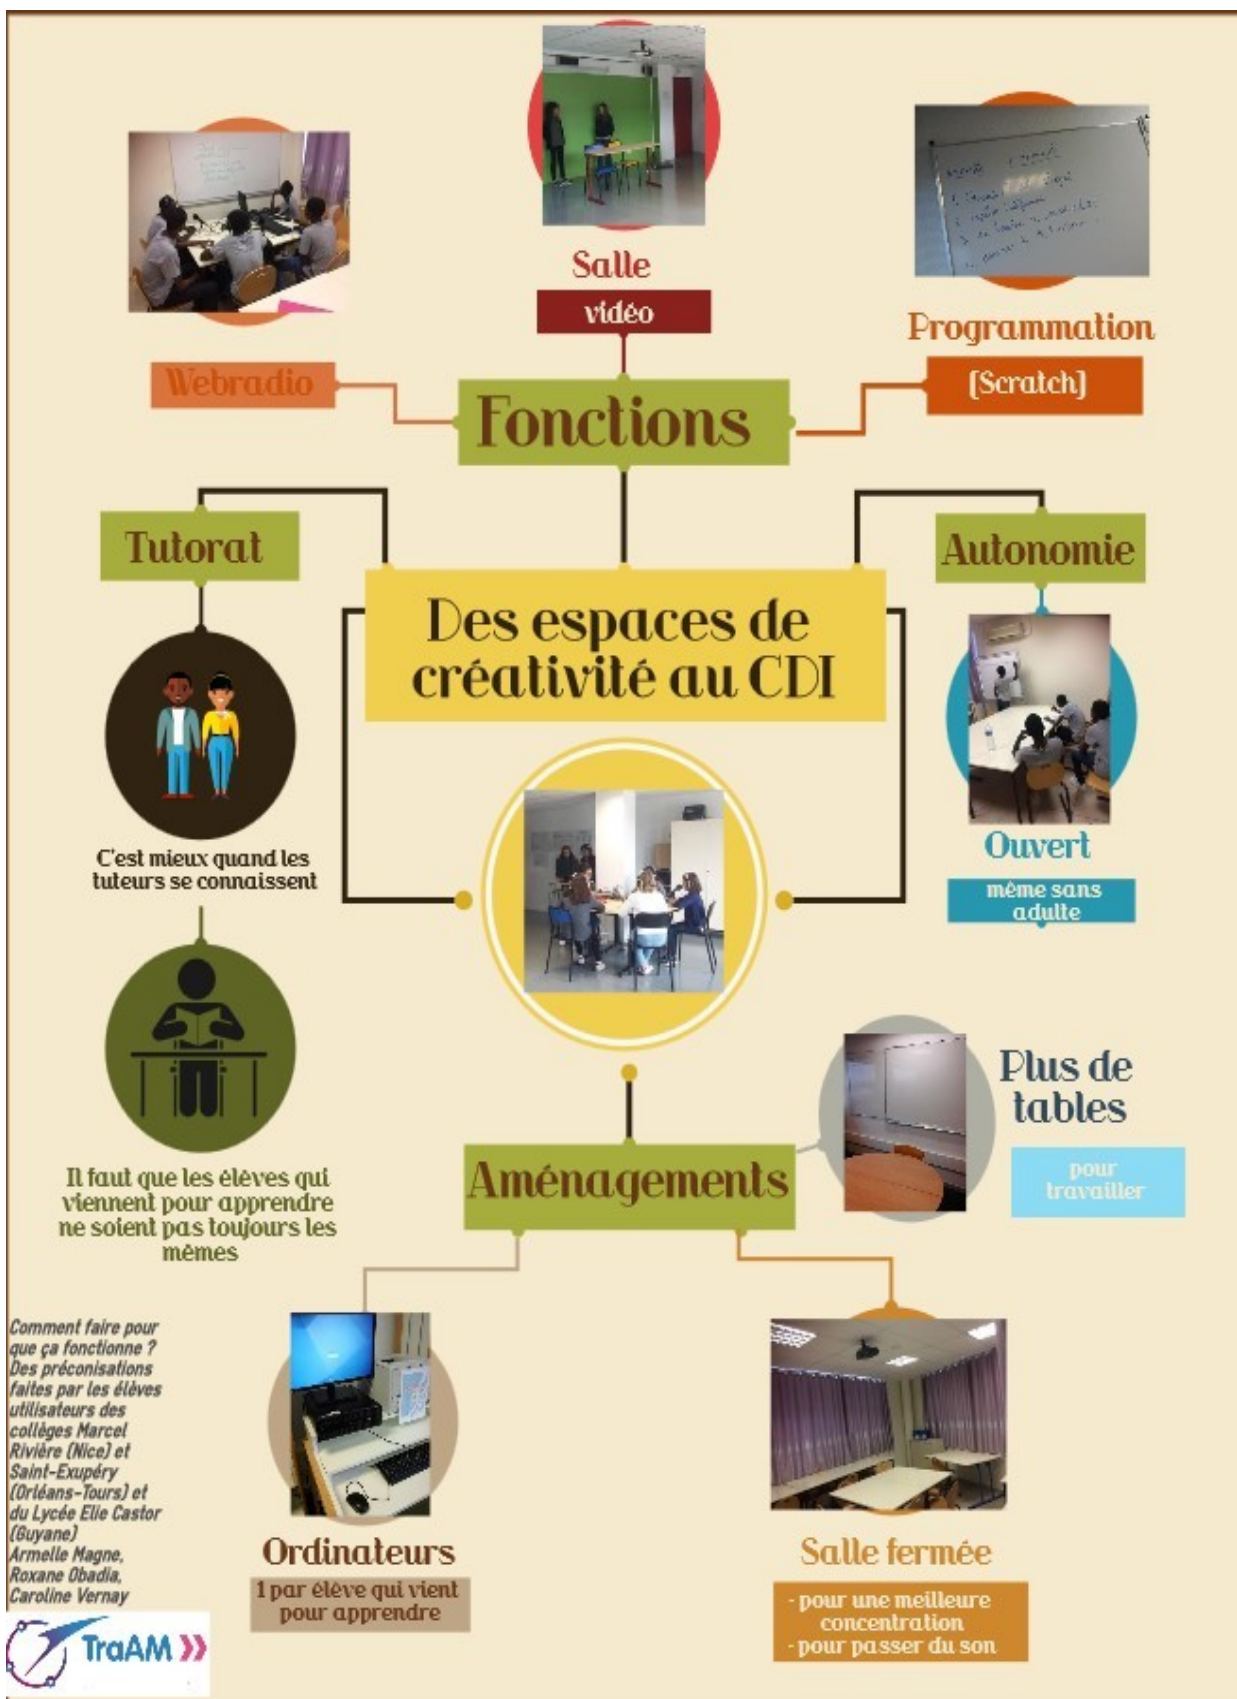 Salle
vidéo
Programmation
(Scratch)
Webradio
Fonctions
Tutorat
Autonomie
Des espaces de
créativité au CDI
C'est mieux quand les
tuteurs se connaissent
Ouvert
même sans
adulte
Il faut que les élèves qui
viennent pour apprendre
ne soient pas toujours les
mêmes
Plus de
tables
pour
travailler
Aménagements
Comment faire pour
que ça fonctionne ?
Des préconisations
faites par les élèves
utilisateurs des
collèges Marcel
Rivière (Nice) et
Saint-Exupéry
(Orléans-Tours) et
du Lycée Elie Castor
(Guyane)
Armelle Magne,
Roxane Obadia,
Caroline Vernay
TraAM
Ordinateurs
1 par élève qui vient
pour apprendre
Salle fermée
- pour une meilleure
concentration
- pour passer du son